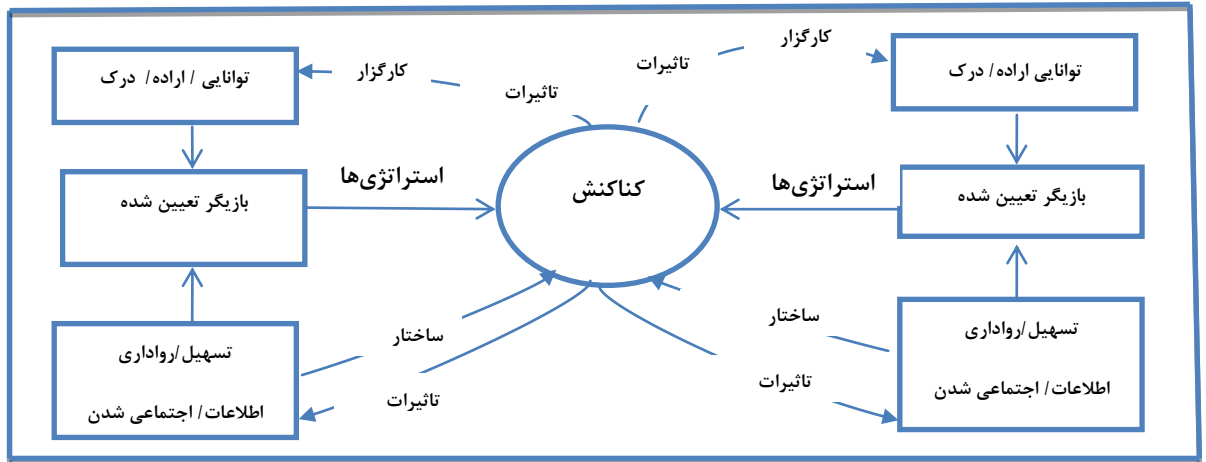 کارگزار
توانایی اراده/ درک
تاثیرات
کارگزار
توانایی / اراده/ درک
تاثیرات
استراتژی‌ها
کناکنش
استراتژی‌ها
بازیگر تعیین شده
بازیگر تعیین شده
ساختار
تسهیل/رواداری
اطلاعات/ اجتماعی شدن
تاثیرات
ساختار
تسهیل/رواداری
اطلاعات/ اجتماعی شدن
تاثیرات